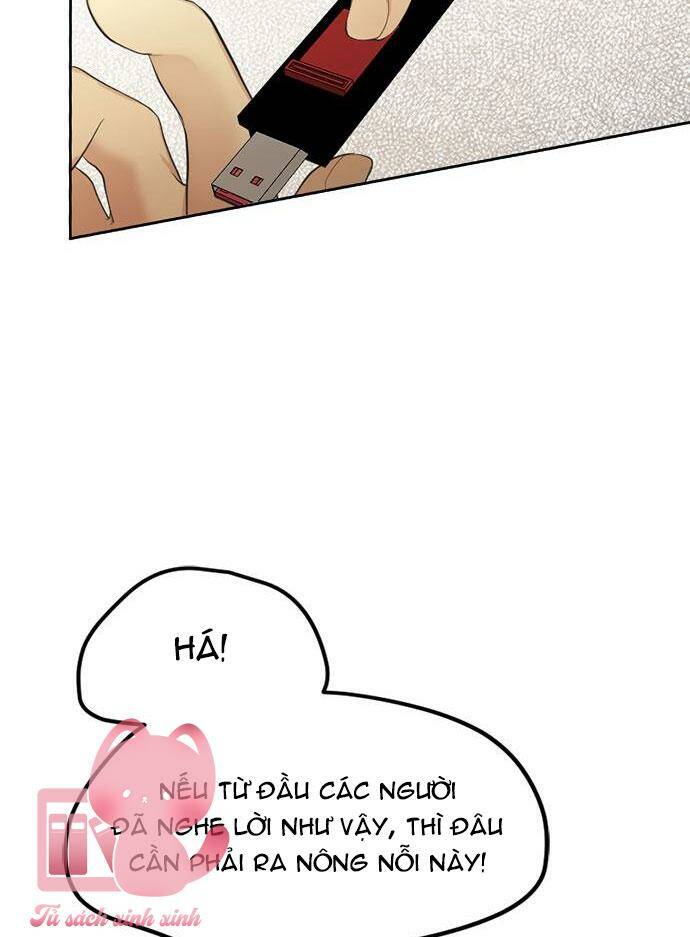 HÁ!
NẾU TỪ ĐẦU CÁC NGƯỜI
ĐÃ NGHE LỜI NHƯ VẬY, THÌ ĐÂU
CẦN PHẢI RA NÔNG NỖI NÀY!
Tủ sách xinh xinh